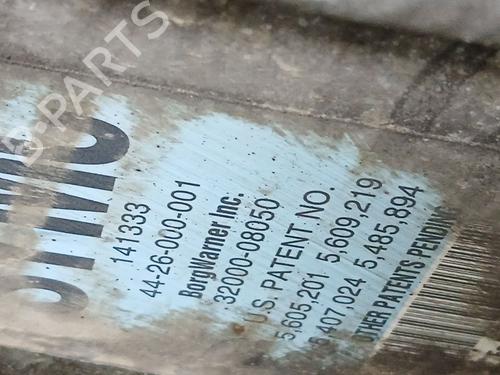 B-PARTS
141333
44-26-000-001
BorgWarner Inc.
32000-08050
U.S. PATENT NO.
5,605,201 5,609,219
5,407,024 5,485,894
OTHER PATENTS PENDING